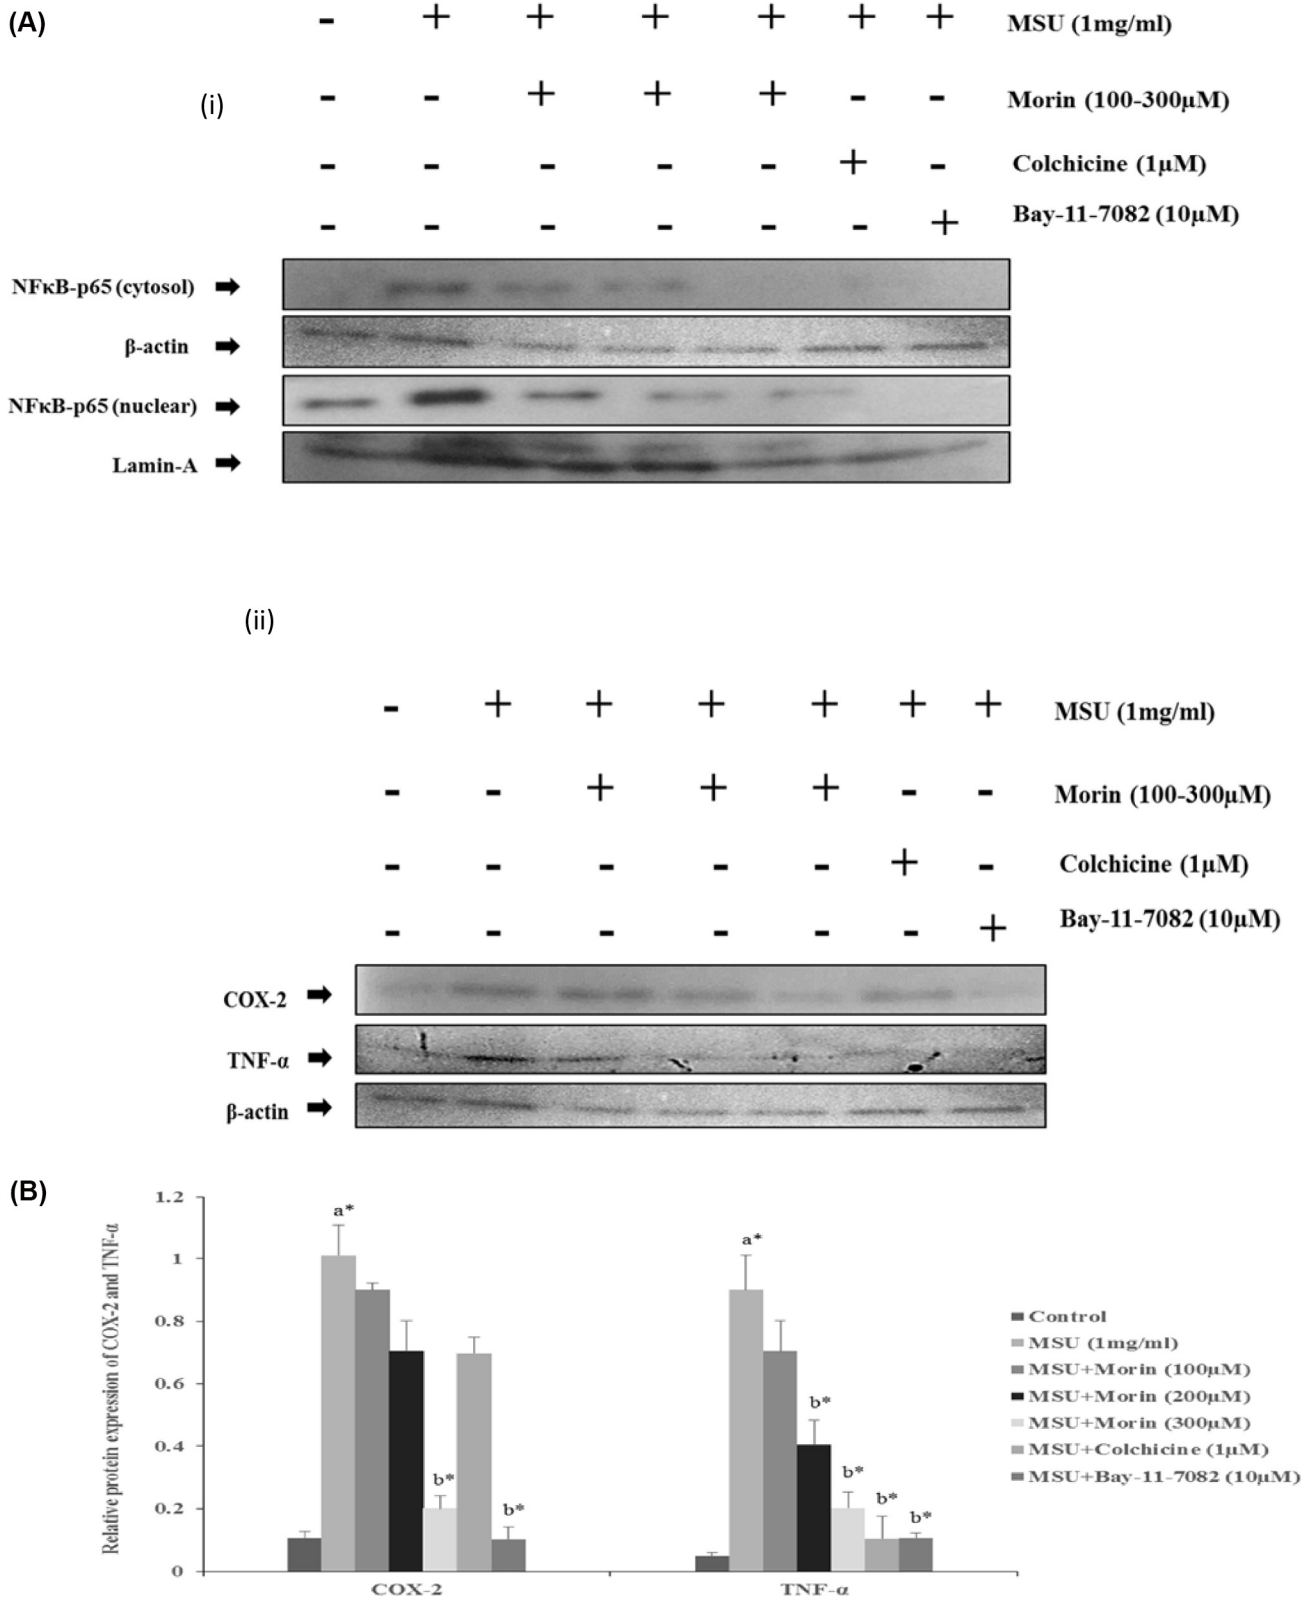 (A)
- + + + + + + MSU (1mg/ml)
(i)
- - + + + - - Morin (100-300µM)
- - - - - + - Colchicine (1µM)
- - - - - - + Bay-11-7082 (10µM)
NFκB-p65 (cytosol)
β-actin
NFκB-p65 (nuclear)
Lamin-A
(ii)
- + + + + + + MSU (1mg/ml)
- - + + + - - Morin (100-300µM)
- - - - - + - Colchicine (1µM)
- - - - - - + Bay-11-7082 (10µM)
COX-2
TNF-α
β-actin
(B)
Relative protein expression of COX-2 and TNF-α
1.2
1
0.8
0.6
0.4
0.2
0
a*
b*
b*
a*
b*
b*
b*
b*
COX-2
TNF-α
Control
MSU (1mg/ml)
MSU+Morin (100µM)
MSU+Morin (200µM)
MSU+Morin (300µM)
MSU+Colchicine (1µM)
MSU+Bay-11-7082 (10µM)